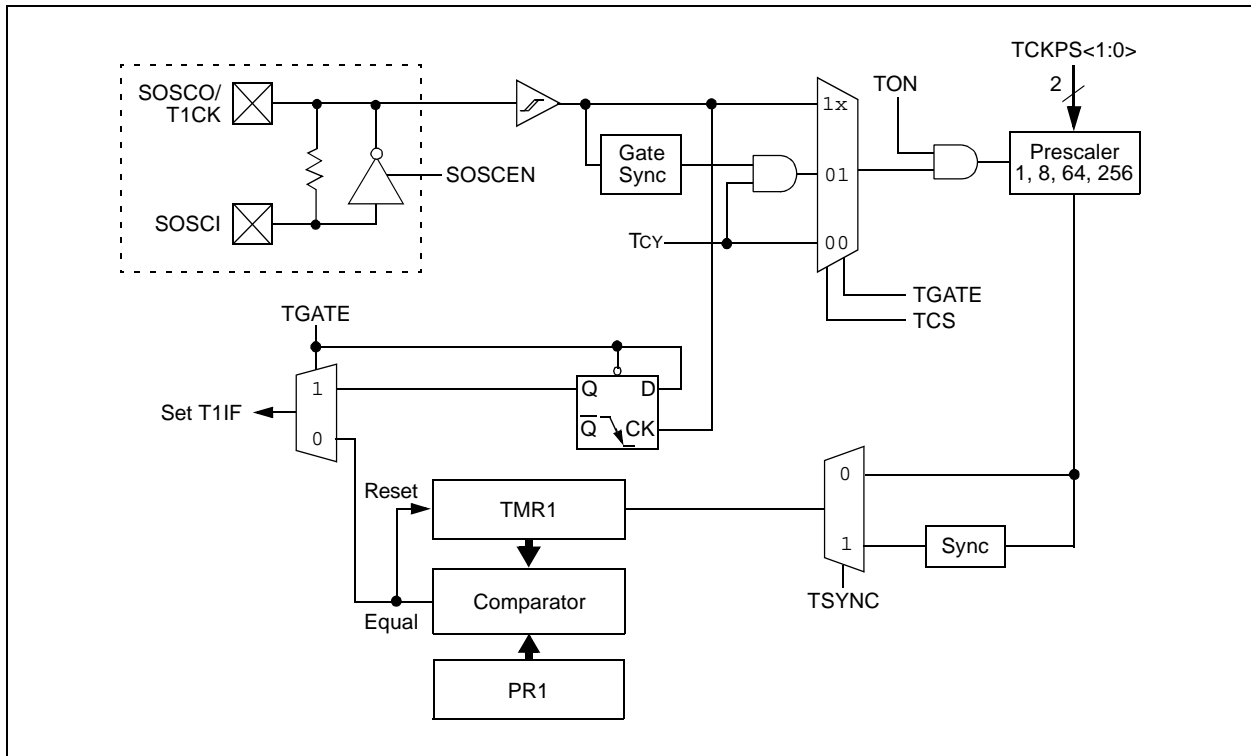 TCKPS<1:0>
SOSCO/
T1CK
2
TON
1x
Gate
Sync
Prescaler
1, 8, 64, 256
SOSCEN
01
SOSCI
TCY
00
TGATE
TCS
TGATE
1
Q
D
Set T1IF
Q
CK
0
0
Reset
TMR1
1
Sync
TSYNC
Comparator
Equal
PR1